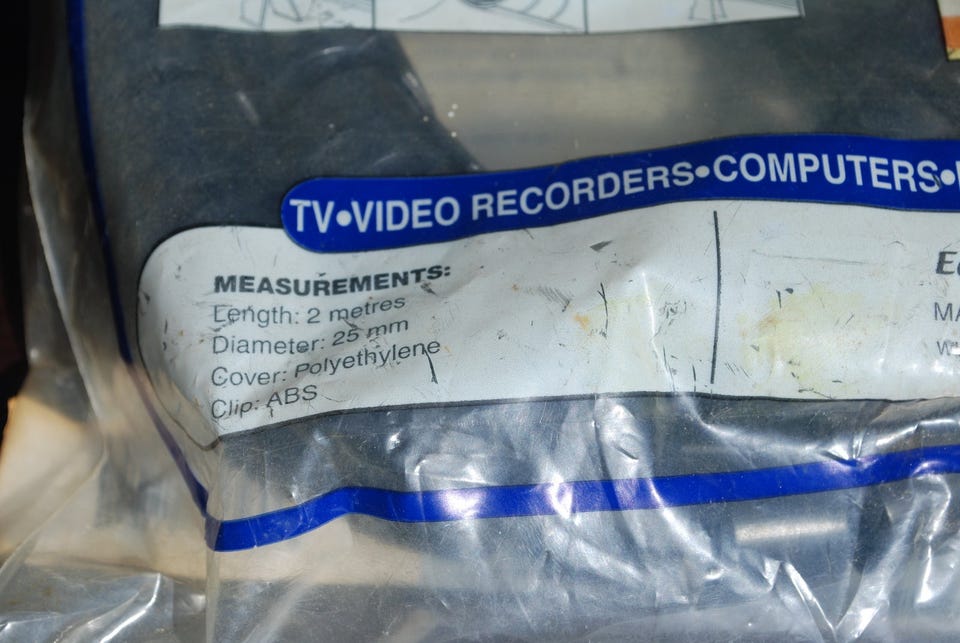 TV•VIDEO RECORDERS•COMPUTERS•
MEASUREMENTS:
Length: 2 metres
Diameter: 25 mm
Cover: Polyethylene
Clip: ABS